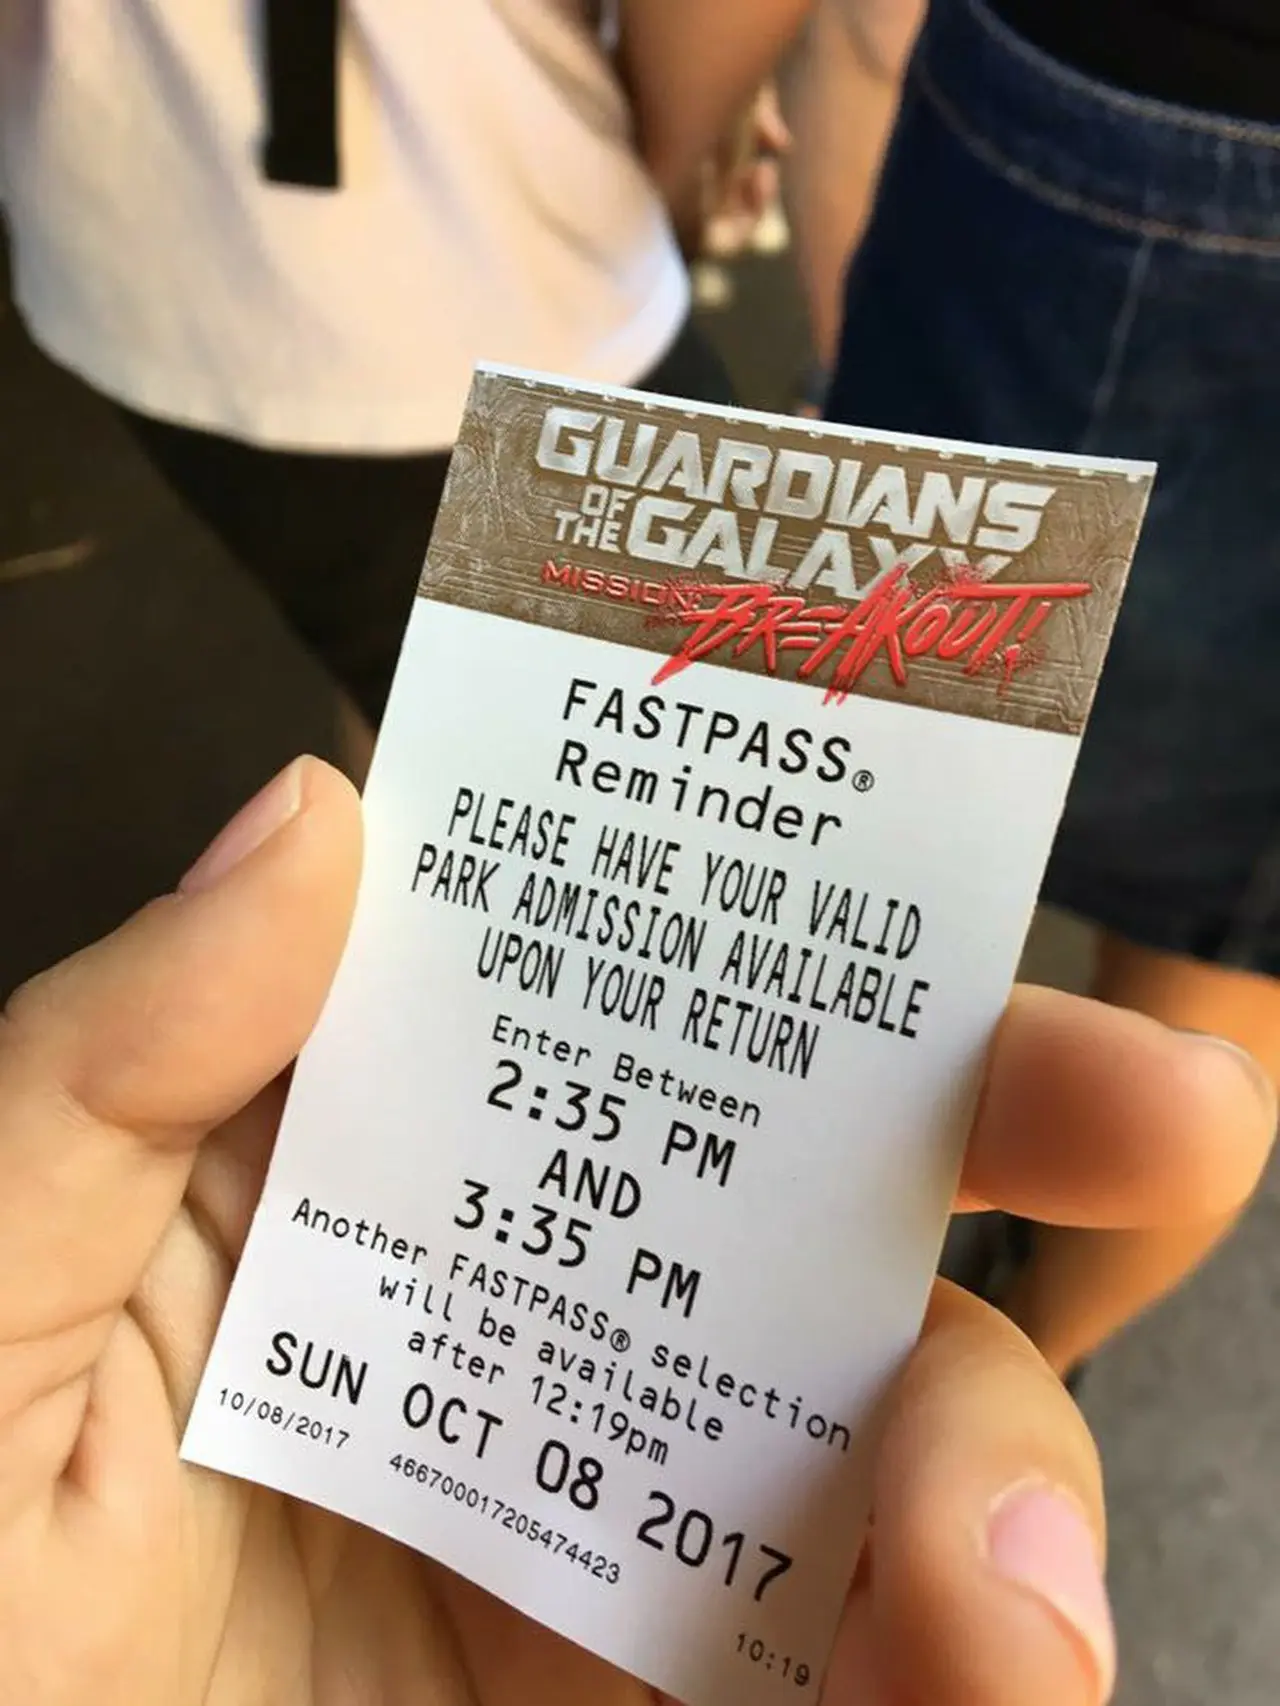 GUARDIANS
OF THE GALAXY
MISSION: BREAKOUT!
FASTPASS®
Reminder
PLEASE HAVE YOUR VALID
PARK ADMISSION AVAILABLE
UPON YOUR RETURN
Enter Between
2:35 PM
AND
3:35 PM
Another FASTPASS® selection
will be available
after 12:19pm
SUN OCT 08 2017
10/08/2017 466700017205474423 10:19